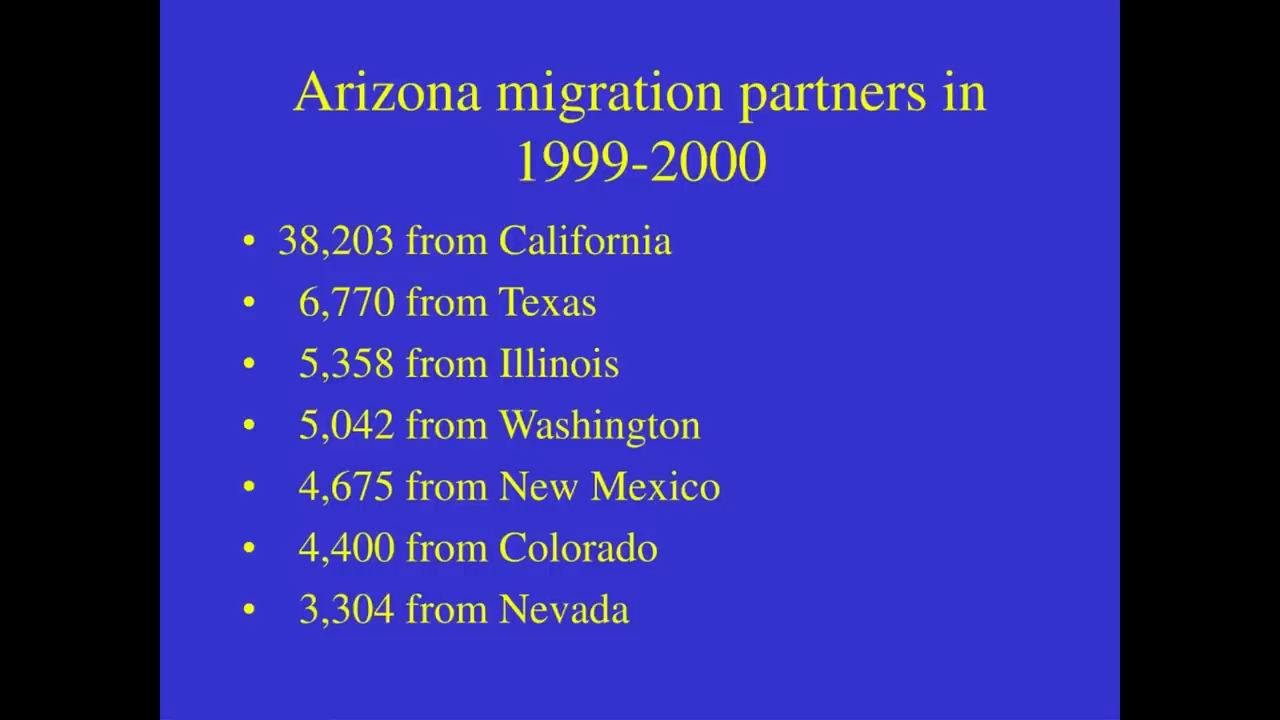 Arizona migration partners in
1999-2000
• 38,203 from California
• 6,770 from Texas
• 5,358 from Illinois
• 5,042 from Washington
• 4,675 from New Mexico
• 4,400 from Colorado
• 3,304 from Nevada